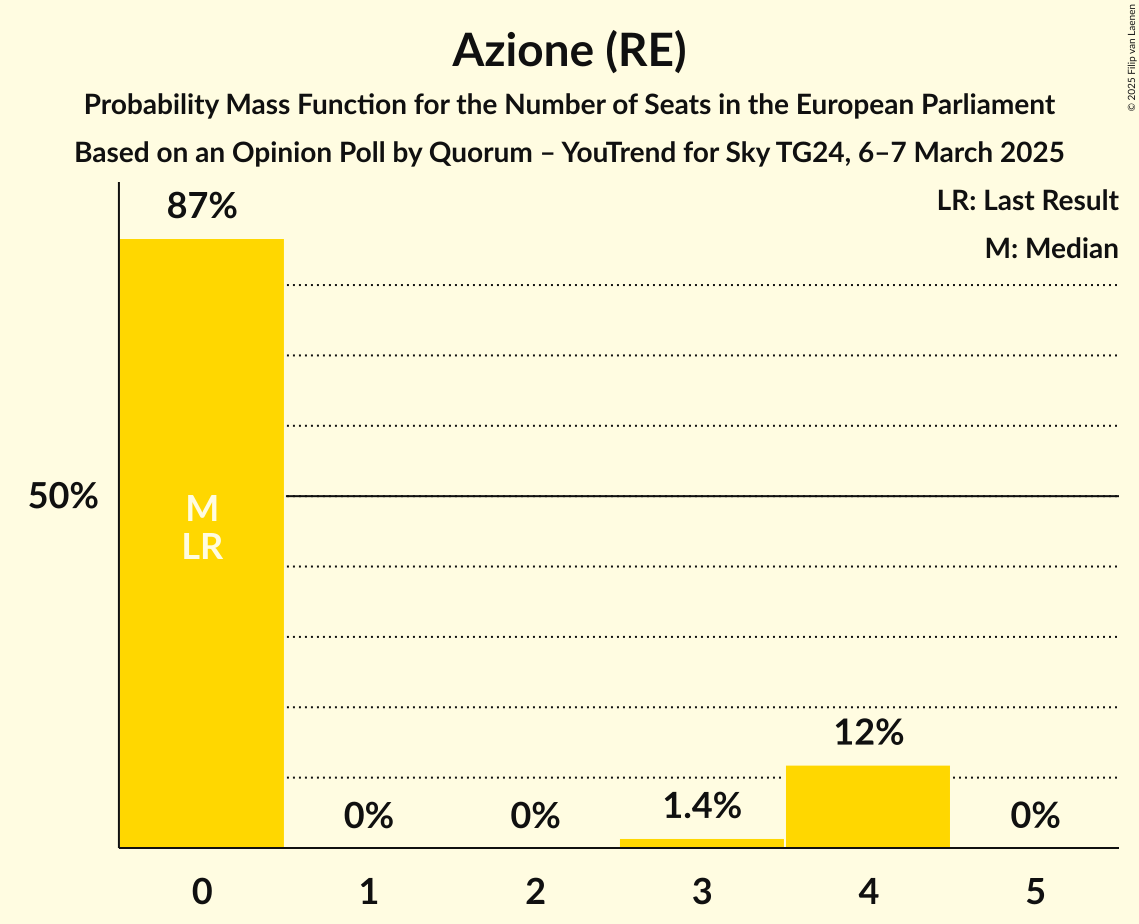 Azione (RE)
Probability Mass Function for the Number of Seats in the European Parliament
Based on an Opinion Poll by Quorum – YouTrend for Sky TG24, 6–7 March 2025
© 2025 Filip van Laenen
LR: Last Result
M: Median
87%
50%
M
LR
0%
0%
1.4%
12%
0%
0
1
2
3
4
5